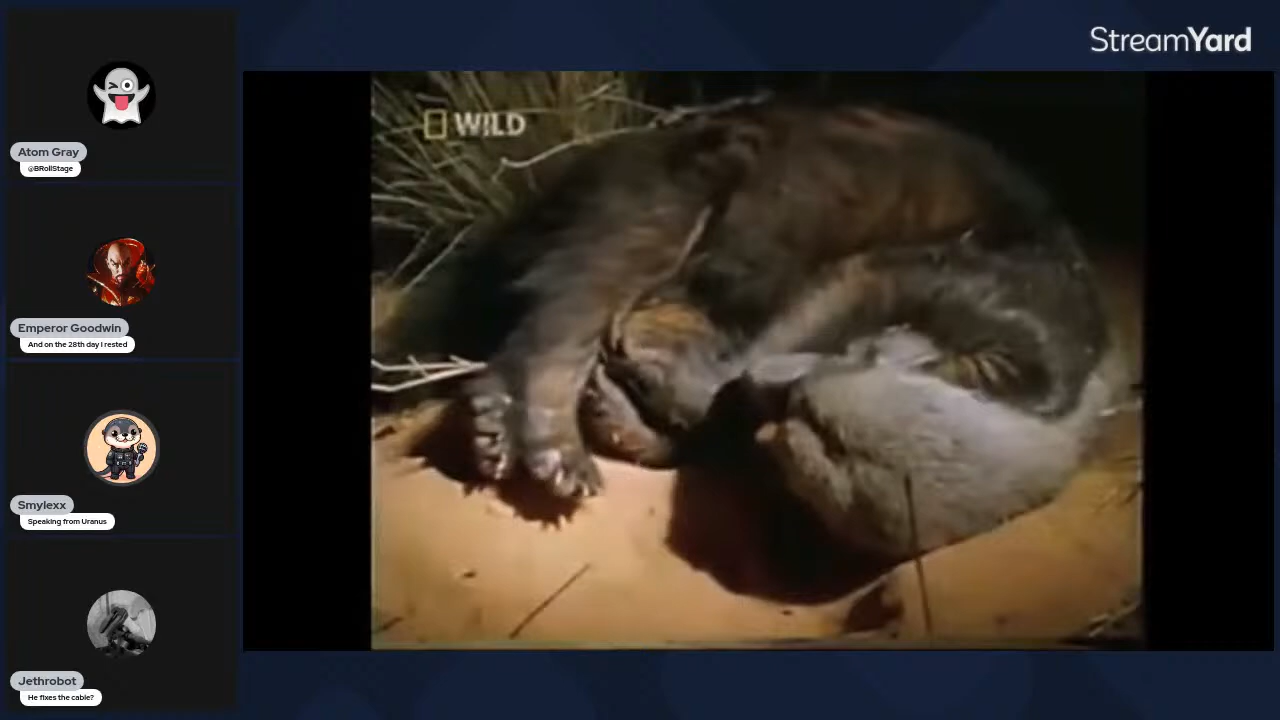 StreamYard
WILD
Atom Gray
@BRollStage
Emperor Goodwin
And on the 28th day I rested
Smylexx
Speaking from Uranus
Jethrobot
He fixes the cable?